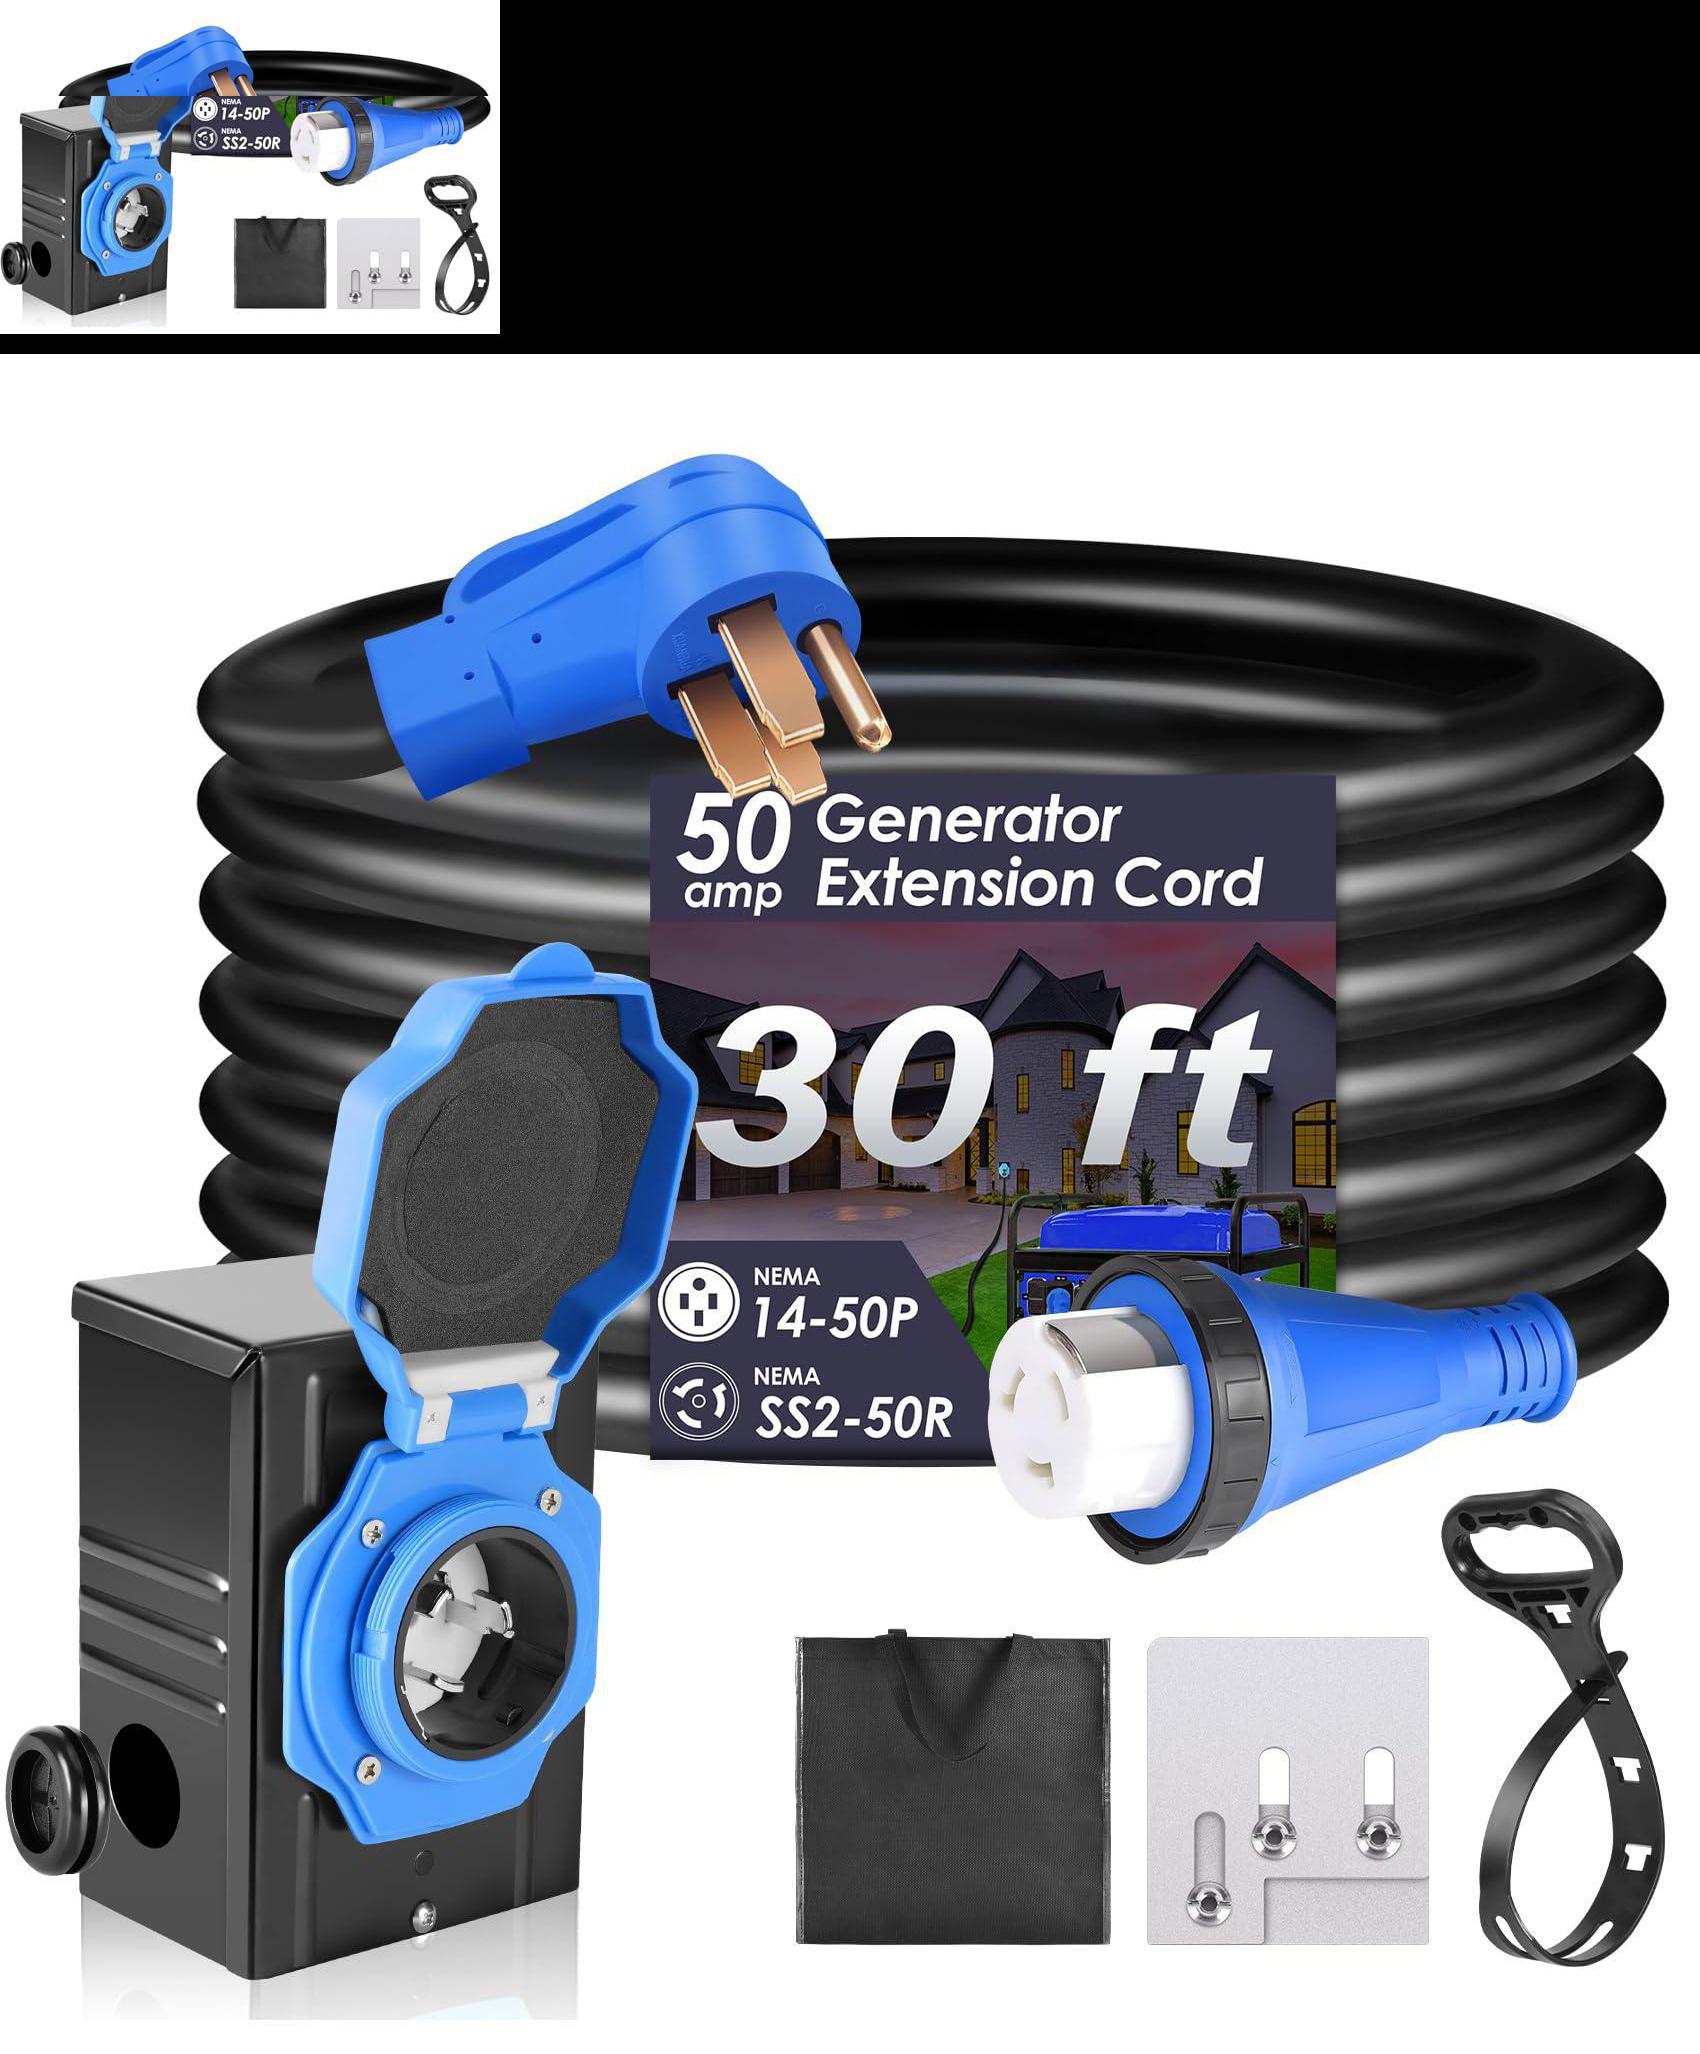 NEMA
14-50P
NEMA
SS2-50R
50
amp
Generator
Extension Cord
30 ft
G
NEMA
14-50P
NEMA
SS2-50R